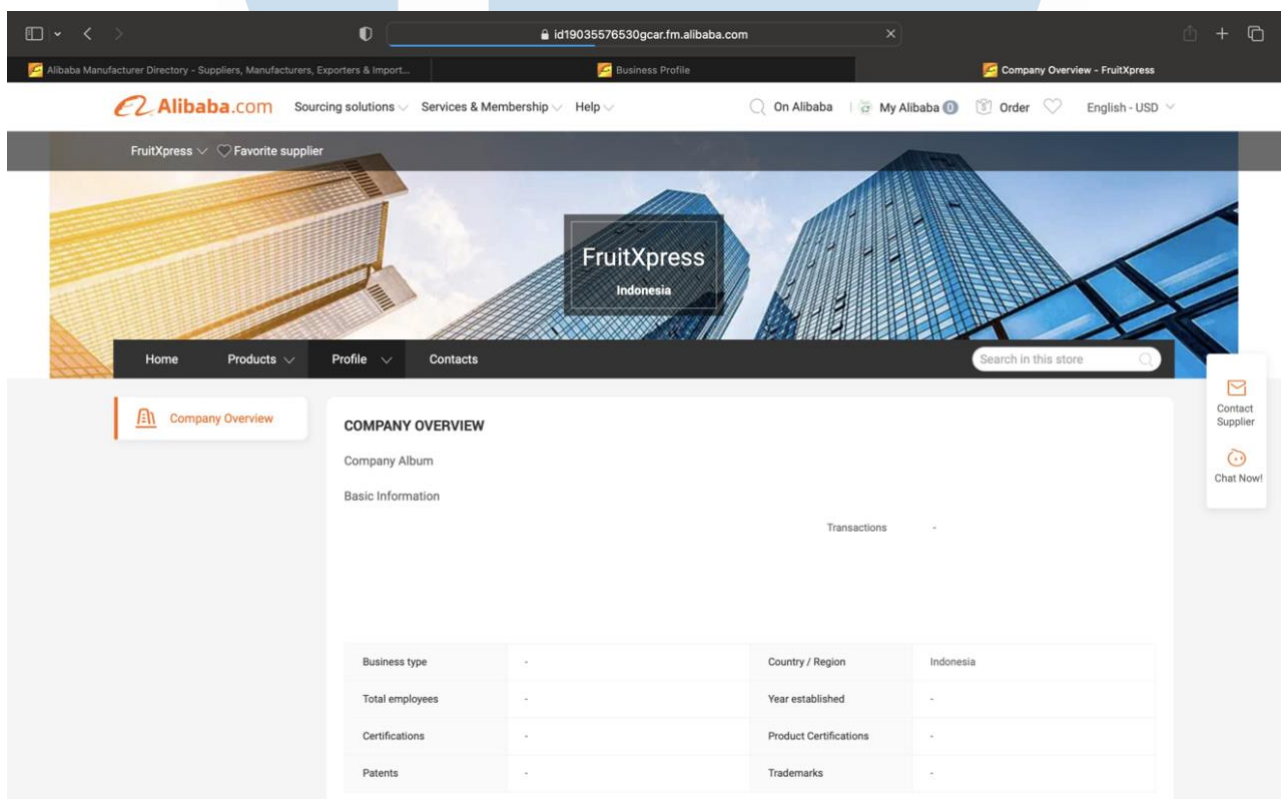 id19035576530gcar.fm.alibaba.com
Alibaba Manufacturer Directory - Suppliers, Manufacturers, Exporters & Import...
Business Profile
Company Overview - FruitXpress
Alibaba.com
Sourcing solutions
Services & Membership
Help
On Alibaba
My Alibaba 0
Order
English - USD
FruitXpress
Favorite supplier
FruitXpress
Indonesia
Home
Products
Profile
Contacts
Search in this store
Contact
Supplier
Chat Now!
Company Overview
COMPANY OVERVIEW
Company Album
Basic Information
Transactions -
Business type - Country / Region Indonesia
Total employees - Year established -
Certifications - Product Certifications -
Patents - Trademarks -